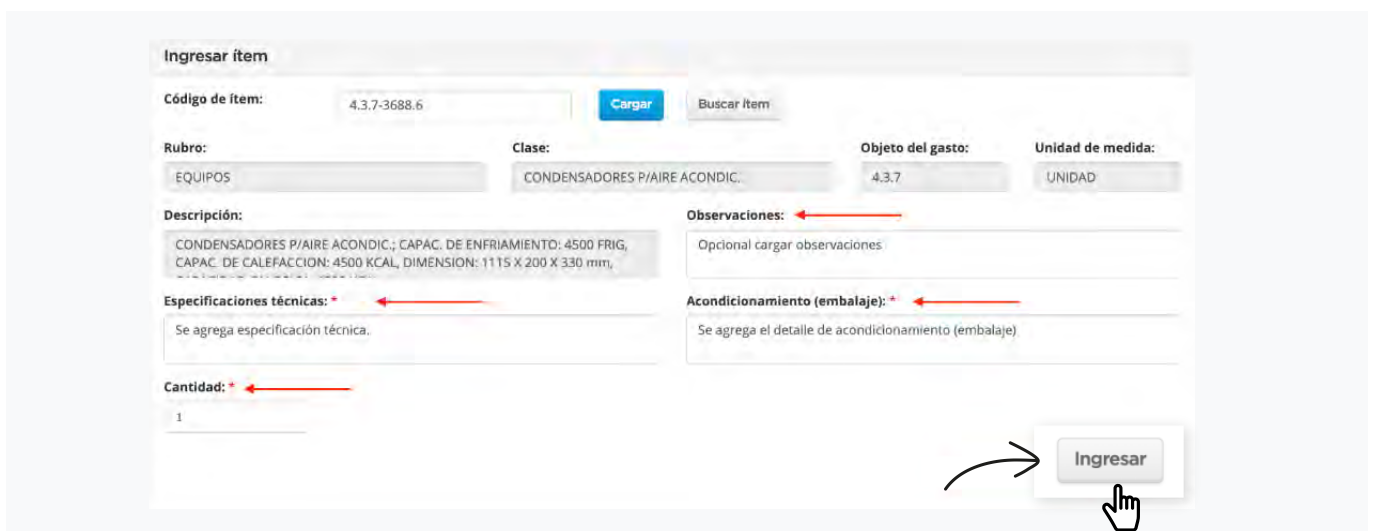 Ingresar ítem
Código de ítem: 4.3.7-3688.6 Cargar Buscar ítem
Rubro: Clase: Objeto del gasto: Unidad de medida:
EQUIPOS CONDENSADORES P/AIRE ACONDIC. 4.3.7 UNIDAD
Descripción: Observaciones:
CONDENSADORES P/AIRE ACONDIC.; CAPAC. DE ENFRIAMIENTO: 4500 FRIG, Opcional cargar observaciones
CAPAC. DE CALEFACCION: 4500 KCAL, DIMENSION: 1115 X 200 X 330 mm,
Especificaciones técnicas: * Acondicionamiento (embalaje): *
Se agrega especificación técnica. Se agrega el detalle de acondicionamiento (embalaje)
Cantidad: *
1
Ingresar